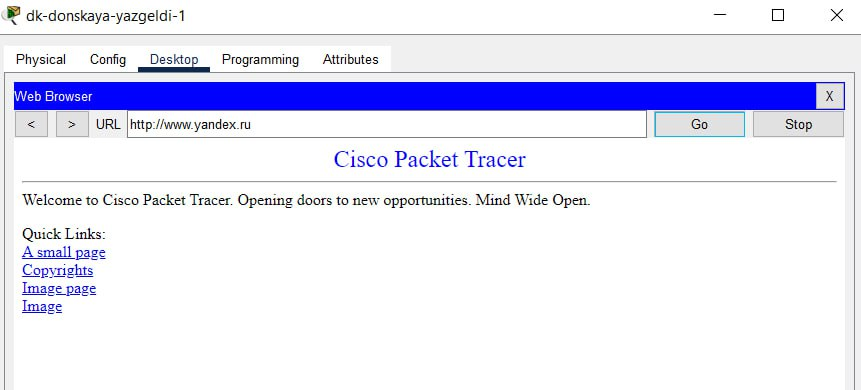 dk-donskaya-yazgeldi-1
Physical Config Desktop Programming Attributes
Web Browser X
< > URL http://www.yandex.ru Go Stop
Cisco Packet Tracer
Welcome to Cisco Packet Tracer. Opening doors to new opportunities. Mind Wide Open.
Quick Links:
A small page
Copyrights
Image page
Image